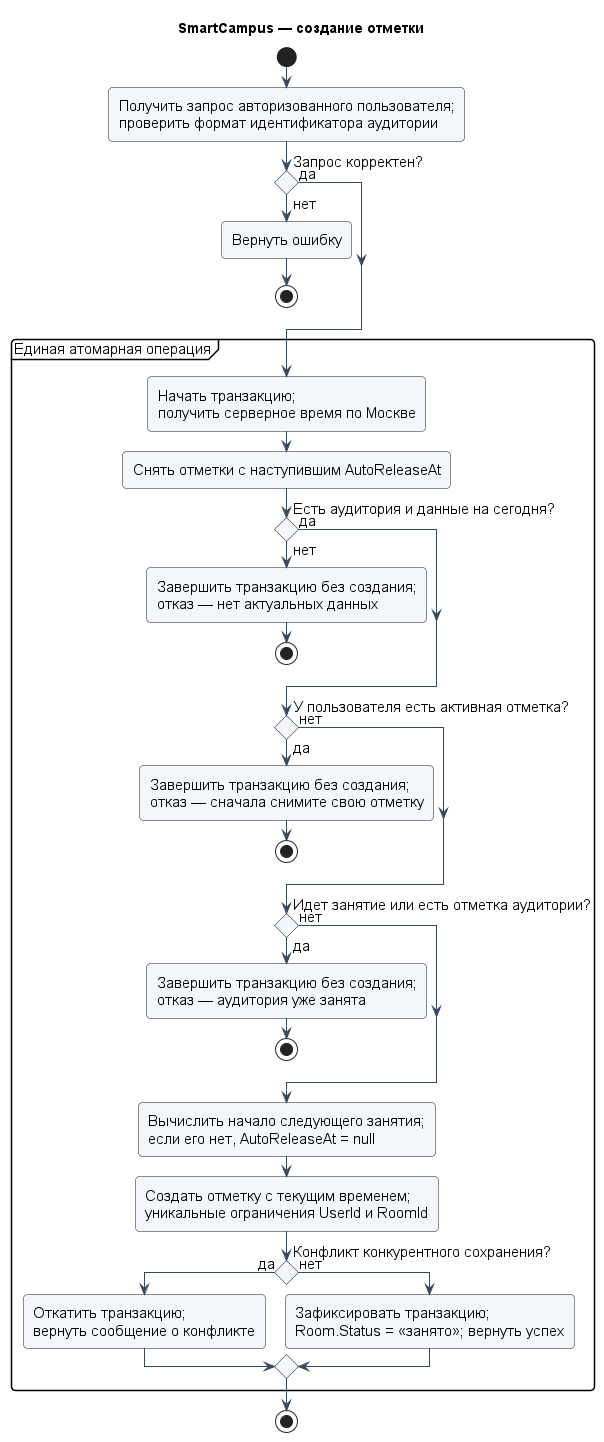 SmartCampus — создание отметки
Получить запрос авторизованного пользователя;
проверить формат идентификатора аудитории
Запрос корректен?
да
нет
Вернуть ошибку
Единая атомарная операция
Начать транзакцию;
получить серверное время по Москве
Снять отметки с наступившим AutoReleaseAt
Есть аудитория и данные на сегодня?
да
нет
Завершить транзакцию без создания;
отказ — нет актуальных данных
У пользователя есть активная отметка?
нет
да
Завершить транзакцию без создания;
отказ — сначала снимите свою отметку
Идет занятие или есть отметка аудитории?
нет
да
Завершить транзакцию без создания;
отказ — аудитория уже занята
Вычислить начало следующего занятия;
если его нет, AutoReleaseAt = null
Создать отметку с текущим временем;
уникальные ограничения UserId и RoomId
Конфликт конкурентного сохранения?
да
нет
Откатить транзакцию;
вернуть сообщение о конфликте
Зафиксировать транзакцию;
Room.Status = «занято»; вернуть успех